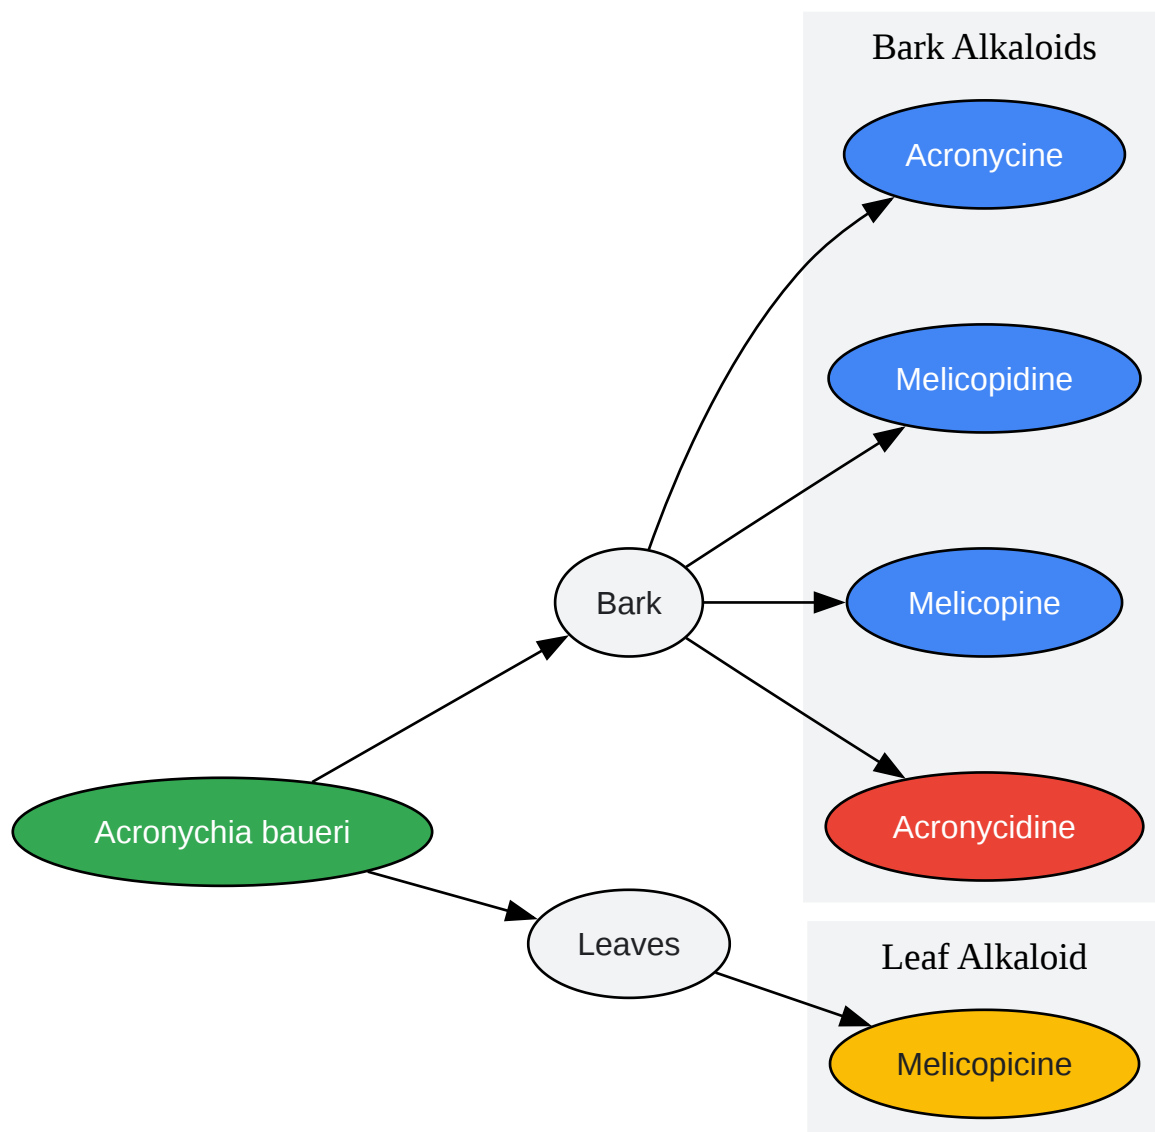 Bark Alkaloids
Acronycine
Melicopidine
Bark
Melicopine
Acronychia baueri
Acronycidine
Leaves
Leaf Alkaloid
Melicopicine